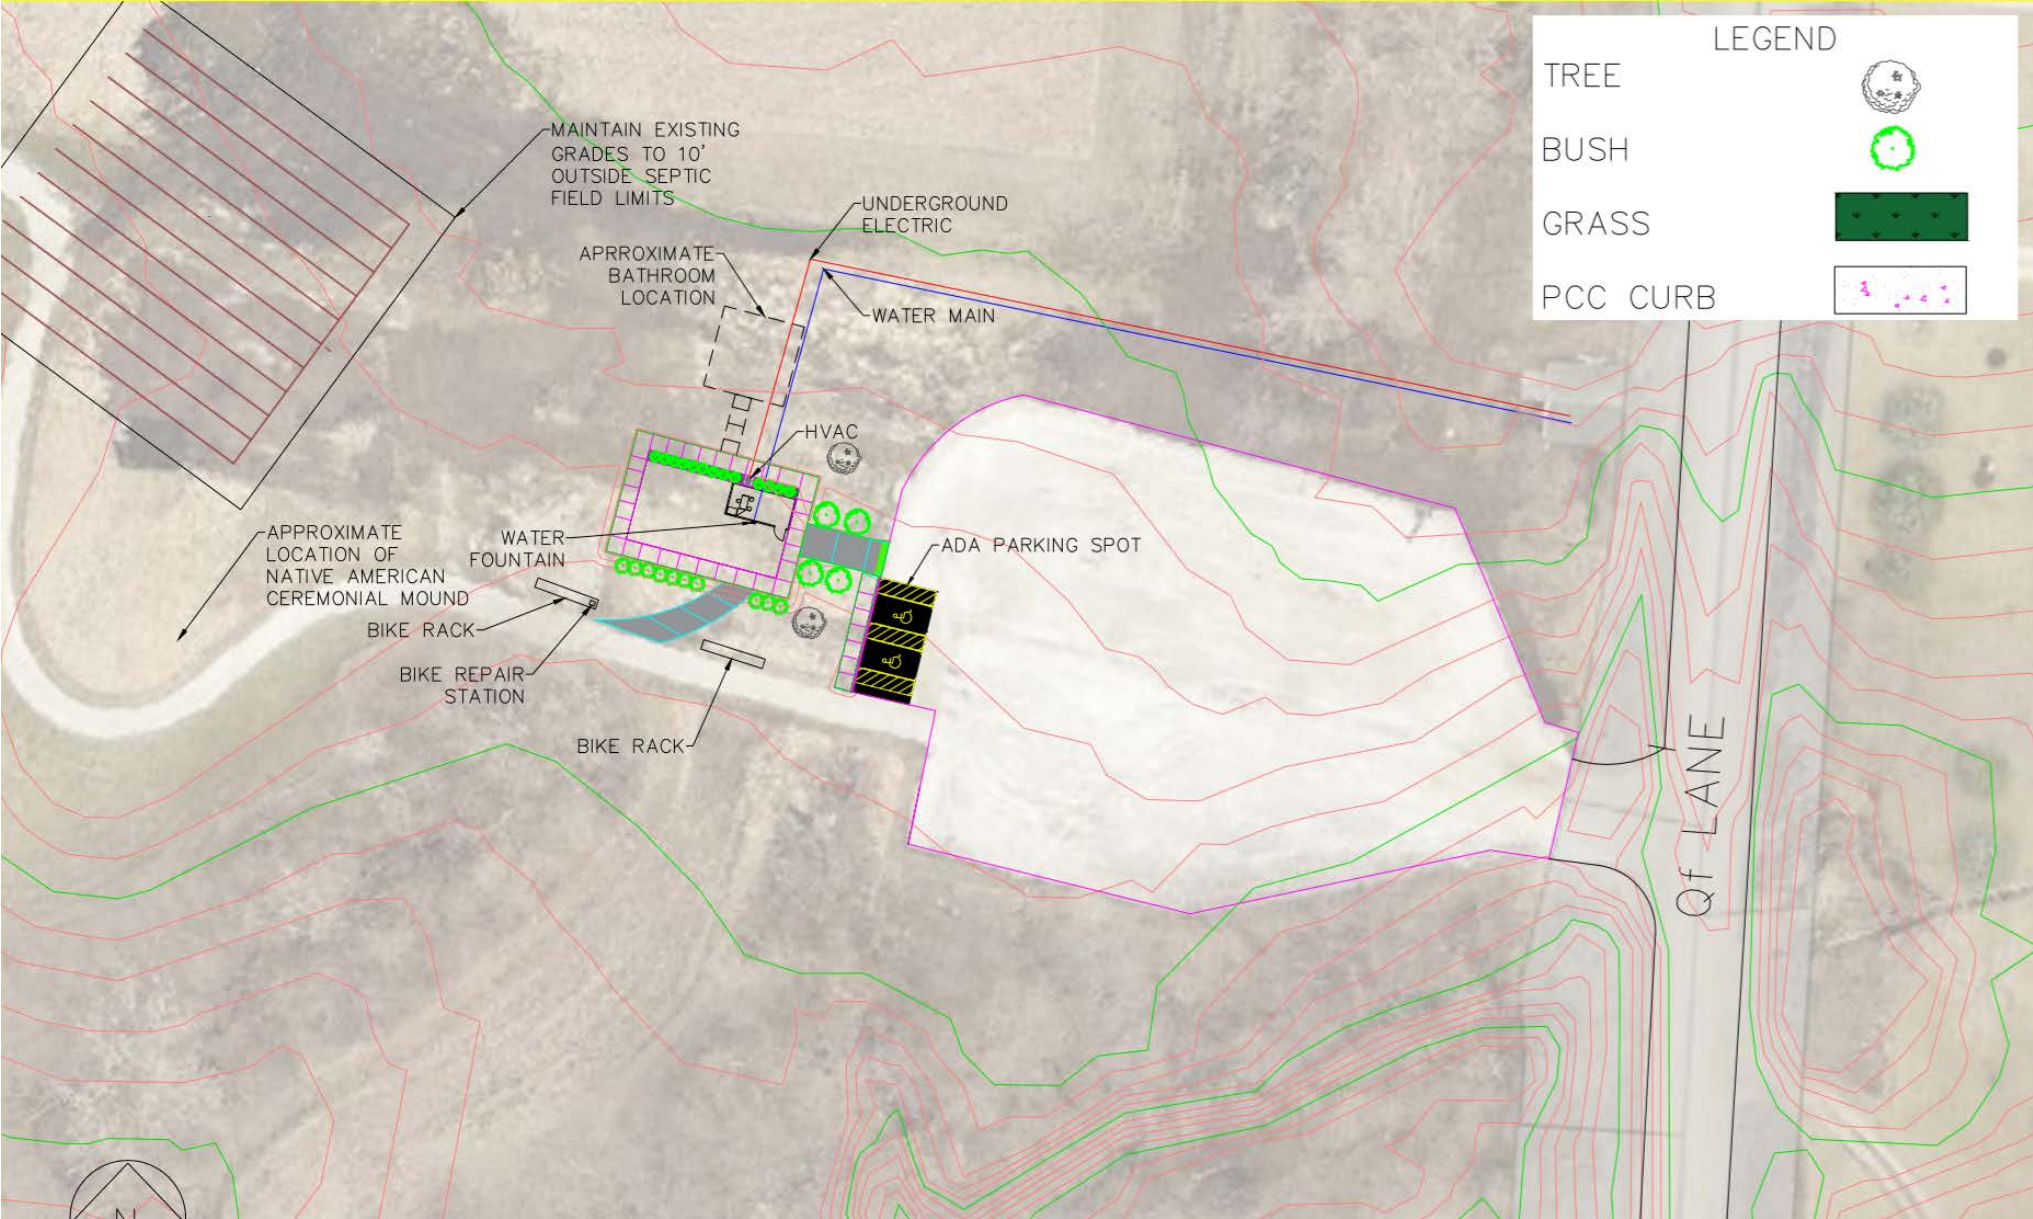 LEGEND
TREE
BUSH
GRASS
PCC CURB
MAINTAIN EXISTING
GRADES TO 10'
OUTSIDE SEPTIC
FIELD LIMITS
UNDERGROUND
ELECTRIC
APRROXIMATE
BATHROOM
LOCATION
WATER MAIN
HVAC
WATER
FOUNTAIN
ADA PARKING SPOT
APPROXIMATE
LOCATION OF
NATIVE AMERICAN
CEREMONIAL MOUND
BIKE RACK
BIKE REPAIR
STATION
BIKE RACK
Qf LANE
N